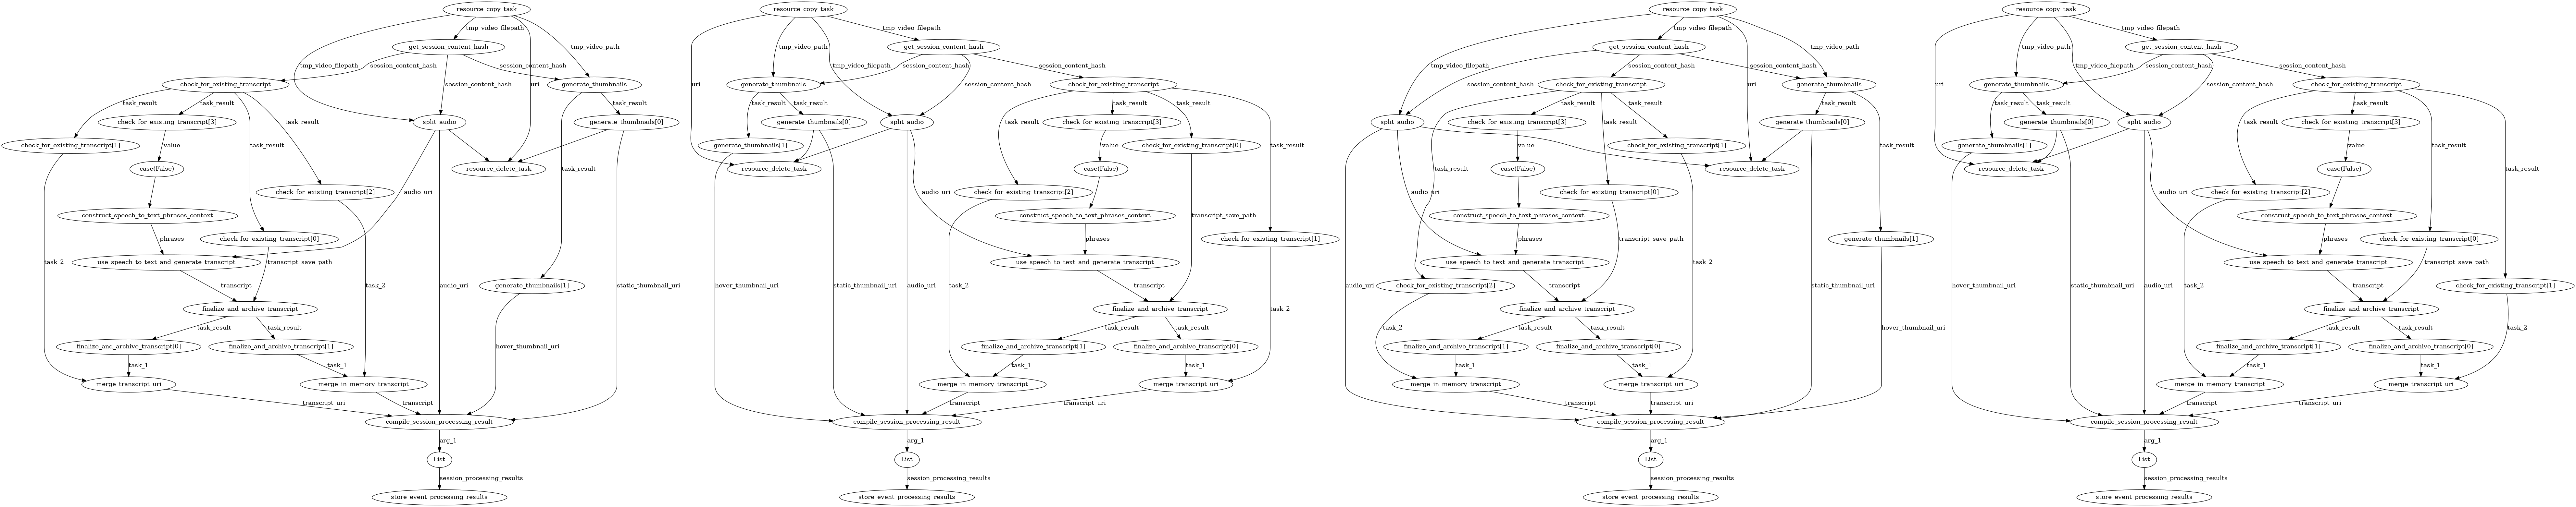 resource_copy_task
tmp_video_filepath
get_session_content_hash
tmp_video_path
tmp_video_filepath
session_content_hash
session_content_hash
session_content_hash
uri
check_for_existing_transcript
generate_thumbnails
task_result
task_result
task_result
task_result
check_for_existing_transcript[3]
split_audio
generate_thumbnails[0]
check_for_existing_transcript[1]
value
task_result
case(False)
resource_delete_task
task_result
check_for_existing_transcript[2]
audio_uri
construct_speech_to_text_phrases_context
phrases
check_for_existing_transcript[0]
task_2
use_speech_to_text_and_generate_transcript
transcript_save_path
transcript
task_2
audio_uri
generate_thumbnails[1]
static_thumbnail_uri
finalize_and_archive_transcript
task_result
task_result
finalize_and_archive_transcript[0]
finalize_and_archive_transcript[1]
hover_thumbnail_uri
task_1
task_1
merge_transcript_uri
merge_in_memory_transcript
transcript_uri
transcript
compile_session_processing_result
arg_1
List
session_processing_results
store_event_processing_results
resource_copy_task
tmp_video_filepath
tmp_video_path
get_session_content_hash
tmp_video_filepath
session_content_hash
session_content_hash
uri
session_content_hash
generate_thumbnails
check_for_existing_transcript
task_result
task_result
task_result
task_result
task_result
generate_thumbnails[0]
split_audio
check_for_existing_transcript[3]
generate_thumbnails[1]
value
check_for_existing_transcript[0]
task_result
resource_delete_task
case(False)
check_for_existing_transcript[2]
audio_uri
construct_speech_to_text_phrases_context
transcript_save_path
phrases
check_for_existing_transcript[1]
use_speech_to_text_and_generate_transcript
hover_thumbnail_uri
static_thumbnail_uri
audio_uri
task_2
transcript
finalize_and_archive_transcript
task_2
task_result
task_result
finalize_and_archive_transcript[1]
finalize_and_archive_transcript[0]
task_1
task_1
merge_in_memory_transcript
merge_transcript_uri
transcript
transcript_uri
compile_session_processing_result
arg_1
List
session_processing_results
store_event_processing_results
resource_copy_task
tmp_video_filepath
get_session_content_hash
tmp_video_path
tmp_video_filepath
session_content_hash
session_content_hash
session_content_hash
check_for_existing_transcript
uri
generate_thumbnails
task_result
task_result
task_result
split_audio
check_for_existing_transcript[3]
task_result
generate_thumbnails[0]
value
check_for_existing_transcript[1]
task_result
task_result
case(False)
resource_delete_task
audio_uri
check_for_existing_transcript[0]
construct_speech_to_text_phrases_context
phrases
transcript_save_path
generate_thumbnails[1]
use_speech_to_text_and_generate_transcript
task_2
audio_uri
check_for_existing_transcript[2]
transcript
static_thumbnail_uri
finalize_and_archive_transcript
task_2
task_result
task_result
hover_thumbnail_uri
finalize_and_archive_transcript[1]
finalize_and_archive_transcript[0]
task_1
task_1
merge_in_memory_transcript
merge_transcript_uri
transcript
transcript_uri
compile_session_processing_result
arg_1
List
session_processing_results
store_event_processing_results
resource_copy_task
tmp_video_filepath
tmp_video_path
get_session_content_hash
tmp_video_filepath
session_content_hash
session_content_hash
uri
session_content_hash
generate_thumbnails
check_for_existing_transcript
task_result
task_result
task_result
task_result
generate_thumbnails[0]
split_audio
check_for_existing_transcript[3]
generate_thumbnails[1]
value
task_result
resource_delete_task
case(False)
task_result
check_for_existing_transcript[2]
audio_uri
construct_speech_to_text_phrases_context
phrases
check_for_existing_transcript[0]
use_speech_to_text_and_generate_transcript
transcript_save_path
hover_thumbnail_uri
static_thumbnail_uri
audio_uri
task_2
transcript
check_for_existing_transcript[1]
finalize_and_archive_transcript
task_result
task_result
task_2
finalize_and_archive_transcript[1]
finalize_and_archive_transcript[0]
task_1
task_1
merge_in_memory_transcript
merge_transcript_uri
transcript
transcript_uri
compile_session_processing_result
arg_1
List
session_processing_results
store_event_processing_results